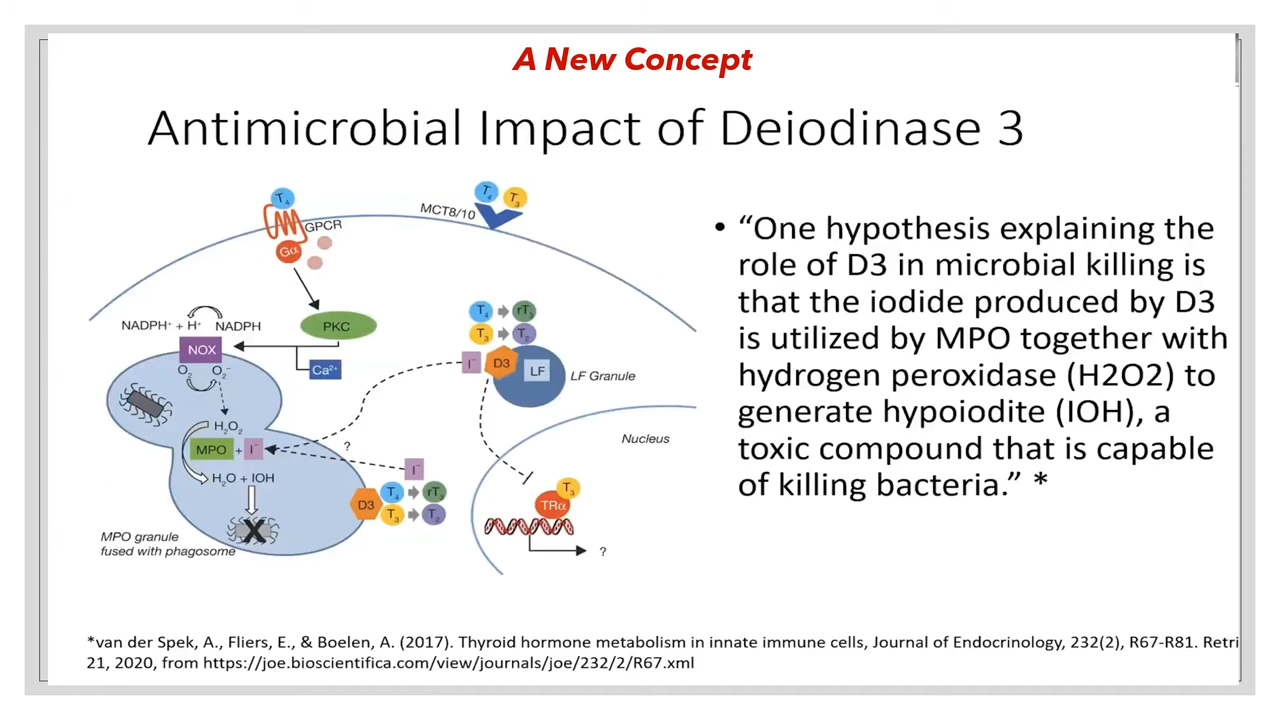 A New Concept
Antimicrobial Impact of Deiodinase 3
T4
GPCR
Gα
MCT8/10
T4
T3
NADPH⁺ + H⁺
NADPH
NOX
PKC
Ca²⁺
O2
O2⁻
H2O2
MPO + I⁻
H2O + IOH
X
MPO granule
fused with phagosome
T4
rT3
T3
T2
I⁻
D3
LF
LF Granule
?
I⁻
D3
T4
rT3
T3
T2
Nucleus
T3
TRα
?
• “One hypothesis explaining the
role of D3 in microbial killing is
that the iodide produced by D3
is utilized by MPO together with
hydrogen peroxidase (H2O2) to
generate hypoiodite (IOH), a
toxic compound that is capable
of killing bacteria.” *
*van der Spek, A., Fliers, E., & Boelen, A. (2017). Thyroid hormone metabolism in innate immune cells, Journal of Endocrinology, 232(2), R67-R81. Retri
21, 2020, from https://joe.bioscientifica.com/view/journals/joe/232/2/R67.xml